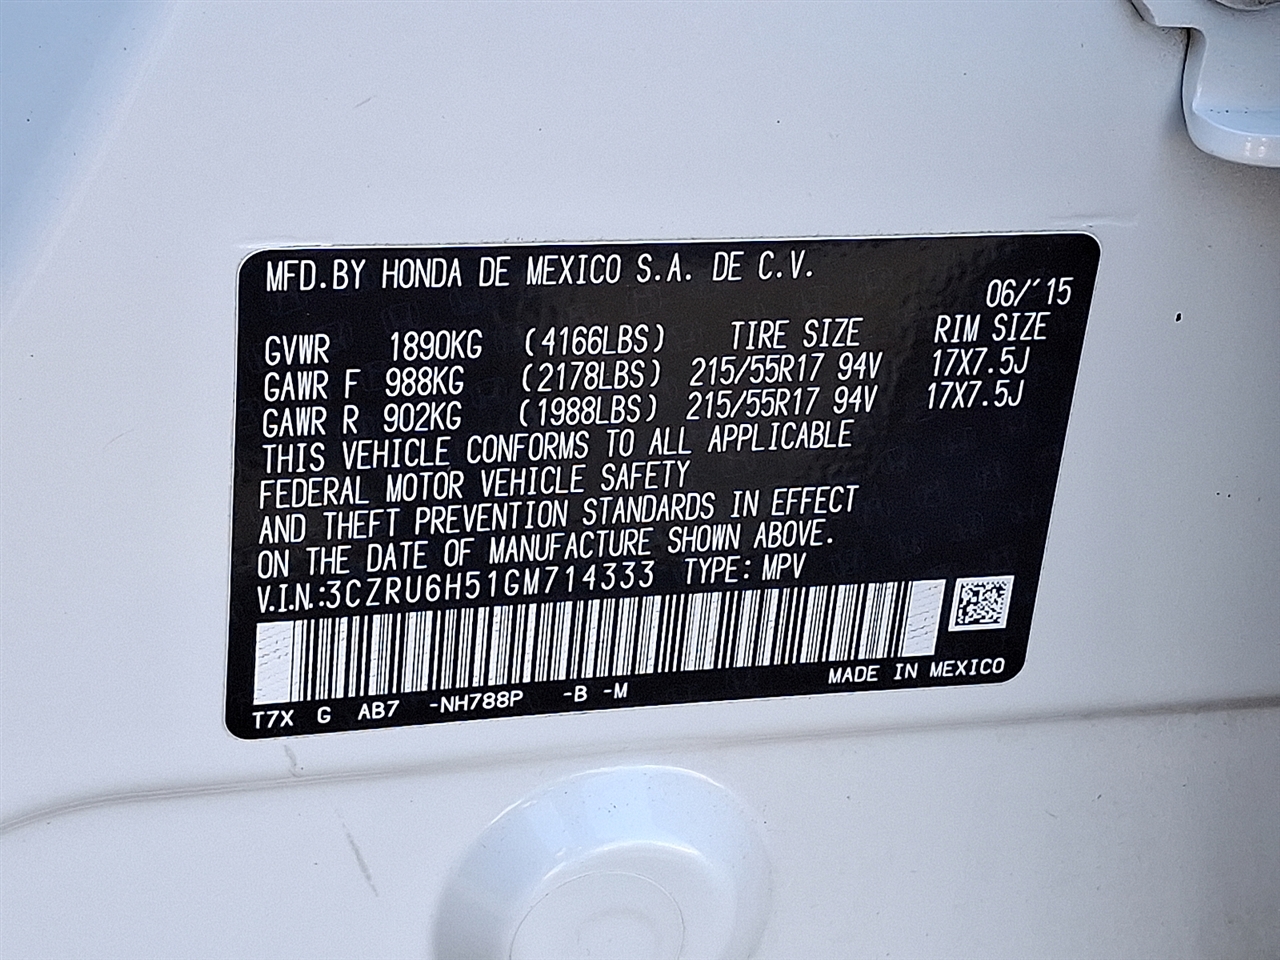 MFD.BY HONDA DE MEXICO S.A. DE C.V.
06/'15
GVWR 1890KG (4166LBS) TIRE SIZE RIM SIZE
GAWR F 988KG (2178LBS) 215/55R17 94V 17X7.5J
GAWR R 902KG (1988LBS) 215/55R17 94V 17X7.5J
THIS VEHICLE CONFORMS TO ALL APPLICABLE
FEDERAL MOTOR VEHICLE SAFETY
AND THEFT PREVENTION STANDARDS IN EFFECT
ON THE DATE OF MANUFACTURE SHOWN ABOVE.
V.I.N.:3CZRU6H51GM714333 TYPE: MPV
T7X G AB7 -NH788P -B -M MADE IN MEXICO